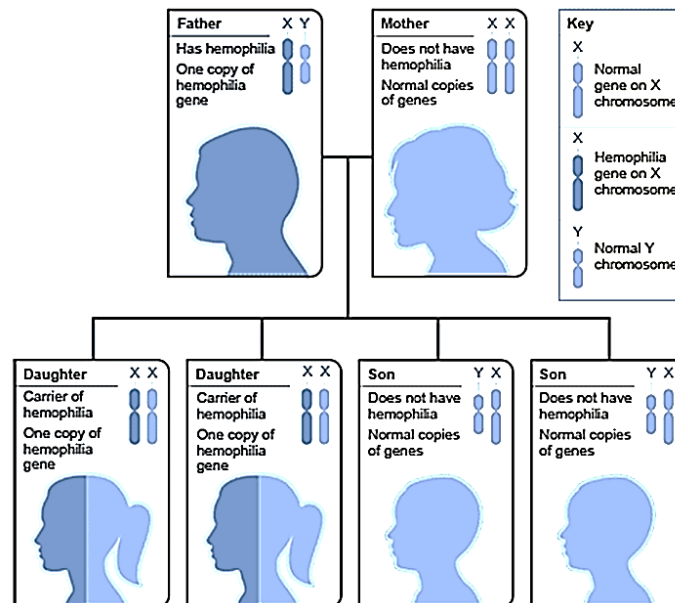 Father X Y
Has hemophilia
One copy of
hemophilia
gene
Mother X X
Does not have
hemophilia
Normal copies
of genes
Key
X
Normal
gene on X
chromosome
X
Hemophilia
gene on X
chromosome
Y
Normal Y
chromosome
Daughter X X
Carrier of
hemophilia
One copy of
hemophilia
gene
Daughter X X
Carrier of
hemophilia
One copy of
hemophilia
gene
Son Y X
Does not have
hemophilia
Normal copies
of genes
Son Y X
Does not have
hemophilia
Normal copies
of genes